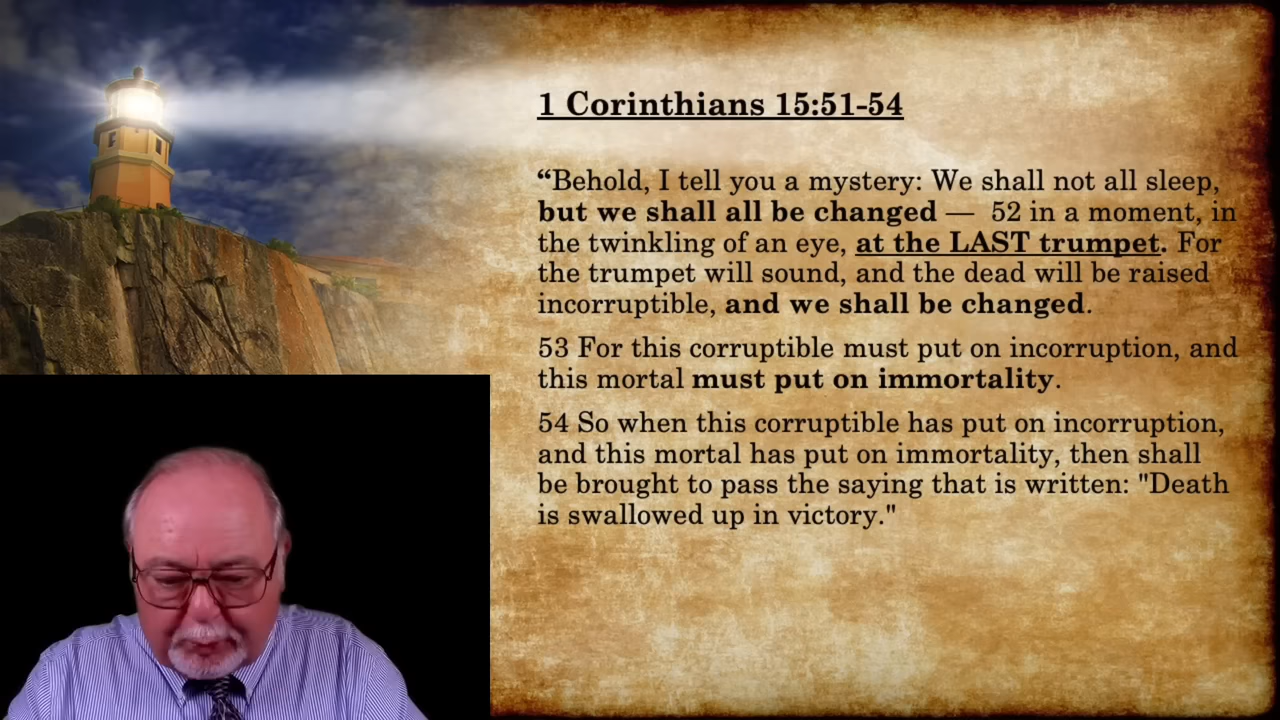 1 Corinthians 15:51-54
“Behold, I tell you a mystery: We shall not all sleep,
but we shall all be changed — 52 in a moment, in
the twinkling of an eye, at the LAST trumpet. For
the trumpet will sound, and the dead will be raised
incorruptible, and we shall be changed.
53 For this corruptible must put on incorruption, and
this mortal must put on immortality.
54 So when this corruptible has put on incorruption,
and this mortal has put on immortality, then shall
be brought to pass the saying that is written: "Death
is swallowed up in victory."